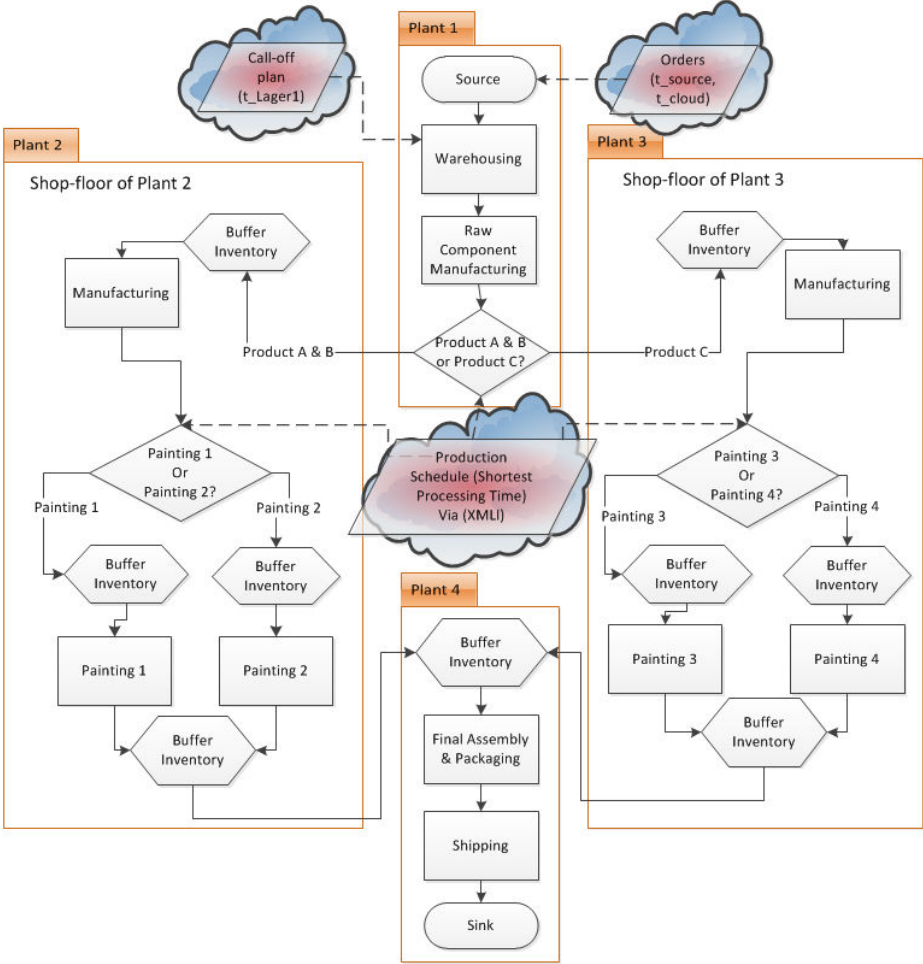 Call-off
plan
(t_Lager1)
Plant 1
Source
Orders
(t_source,
t_cloud)
Warehousing
Raw
Component
Manufacturing
Product A & B
or Product C?
Plant 2
Shop-floor of Plant 2
Buffer
Inventory
Manufacturing
Product A & B
Plant 3
Shop-floor of Plant 3
Buffer
Inventory
Manufacturing
Product C
Production
Schedule (Shortest
Processing Time)
Via (XMLI)
Painting 1
Or
Painting 2?
Painting 1
Painting 2
Buffer
Inventory
Buffer
Inventory
Painting 1
Painting 2
Buffer
Inventory
Painting 3
Or
Painting 4?
Painting 3
Painting 4
Buffer
Inventory
Buffer
Inventory
Painting 3
Painting 4
Buffer
Inventory
Plant 4
Buffer
Inventory
Final Assembly
& Packaging
Shipping
Sink